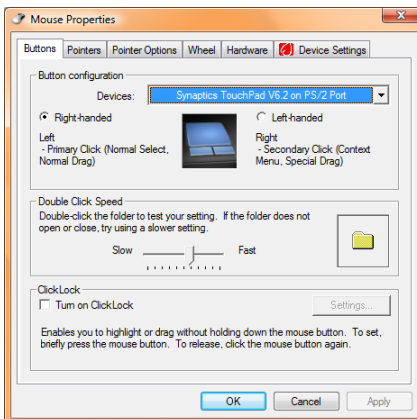 Mouse Properties
Buttons Pointers Pointer Options Wheel Hardware Device Settings
Button configuration
Devices: Synaptics TouchPad V6.2 on PS/2 Port
Right-handed Left-handed
Left
- Primary Click (Normal Select,
Normal Drag)
Right
- Secondary Click (Context
Menu, Special Drag)
Double Click Speed
Double-click the folder to test your setting. If the folder does not
open or close, try using a slower setting.
Slow Fast
ClickLock
Turn on ClickLock Settings...
Enables you to highlight or drag without holding down the mouse button. To set,
briefly press the mouse button. To release, click the mouse button again.
OK Cancel Apply